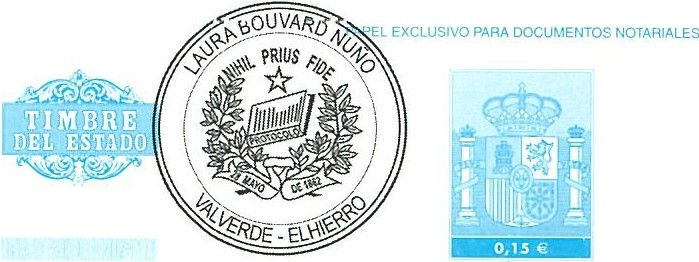 PAPEL EXCLUSIVO PARA DOCUMENTOS NOTARIALES
TIMBRE
DEL ESTADO
LAURA BOUVARD NUÑO
NIHIL PRIUS FIDE
PROTOCOLO
28 MAYO
DE 1862
VALVERDE - ELHIERRO
0,15 €